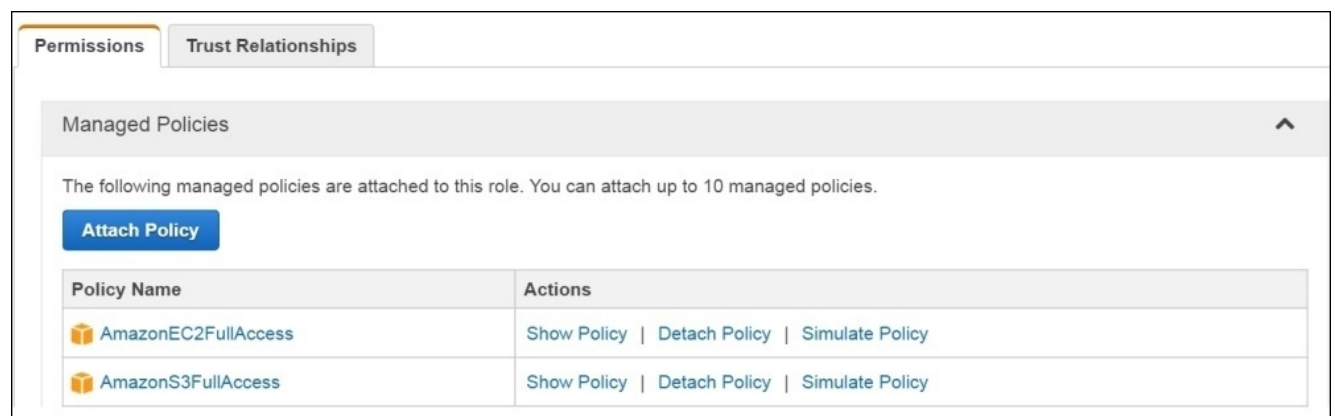 Permissions Trust Relationships
Managed Policies
The following managed policies are attached to this role. You can attach up to 10 managed policies.
Attach Policy
Policy Name Actions
AmazonEC2FullAccess Show Policy | Detach Policy | Simulate Policy
AmazonS3FullAccess Show Policy | Detach Policy | Simulate Policy